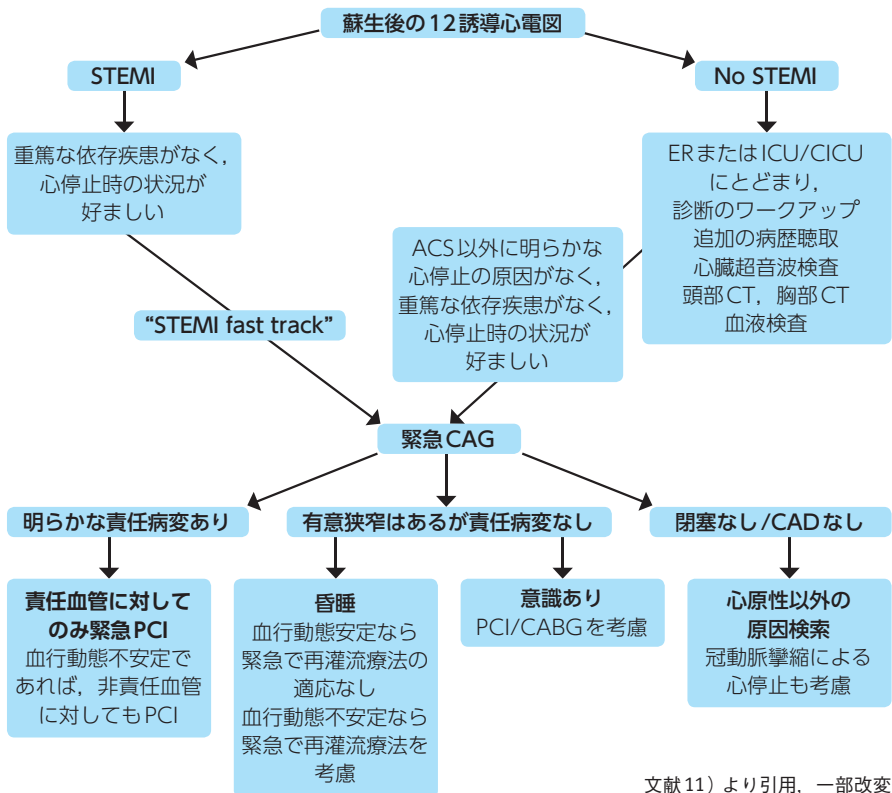 蘇生後の12誘導心電図
STEMI
No STEMI
重篤な依存疾患がなく，
心停止時の状況が
好ましい
ERまたはICU/CICU
にとどまり，
診断のワークアップ
追加の病歴聴取
心臓超音波検査
頭部CT，胸部CT
血液検査
ACS以外に明らかな
心停止の原因がなく，
重篤な依存疾患がなく，
心停止時の状況が
好ましい
“STEMI fast track”
緊急CAG
明らかな責任病変あり
有意狭窄はあるが責任病変なし
閉塞なし/CADなし
責任血管に対して
のみ緊急PCI
血行動態不安定で
あれば，非責任血管
に対してもPCI
昏睡
血行動態安定なら
緊急で再灌流療法の
適応なし
血行動態不安定なら
緊急で再灌流療法を
考慮
意識あり
PCI/CABGを考慮
心原性以外の
原因検索
冠動脈攣縮による
心停止も考慮
文献11）より引用，一部改変